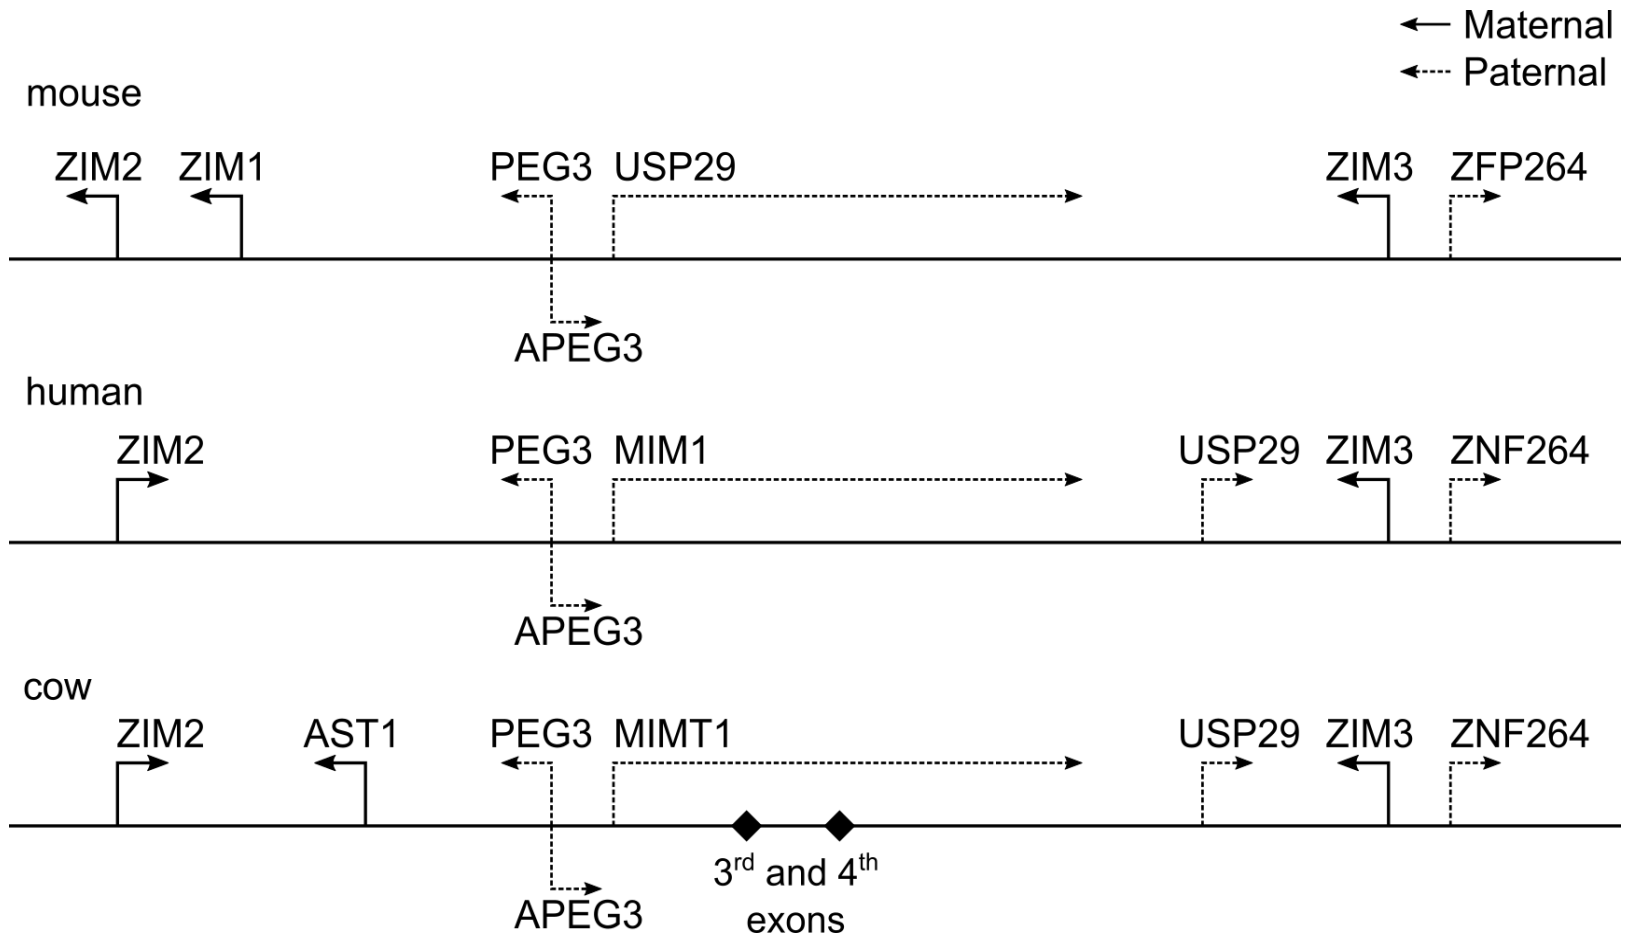 Maternal
Paternal
mouse
ZIM2 ZIM1 PEG3 USP29 ZIM3 ZFP264
APEG3
human
ZIM2 PEG3 MIM1 USP29 ZIM3 ZNF264
APEG3
cow
ZIM2 AST1 PEG3 MIMT1 USP29 ZIM3 ZNF264
3rd and 4th
exons
APEG3